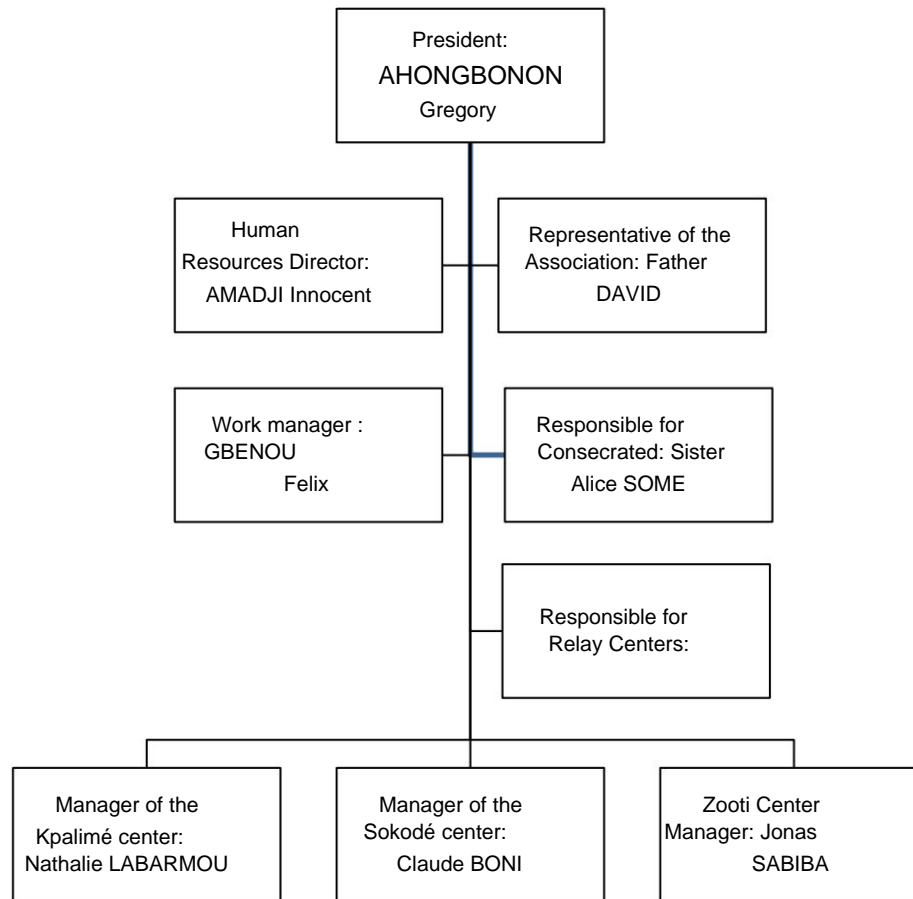 President:
AHONGBONON
Gregory
Human
Resources Director:
AMADJI Innocent
Representative of the
Association: Father
DAVID
Work manager :
GBENOU
Felix
Responsible for
Consecrated: Sister
Alice SOME
Responsible for
Relay Centers:
Manager of the
Kpalimé center:
Nathalie LABARMOU
Manager of the
Sokodé center:
Claude BONI
Zooti Center
Manager: Jonas
SABIBA